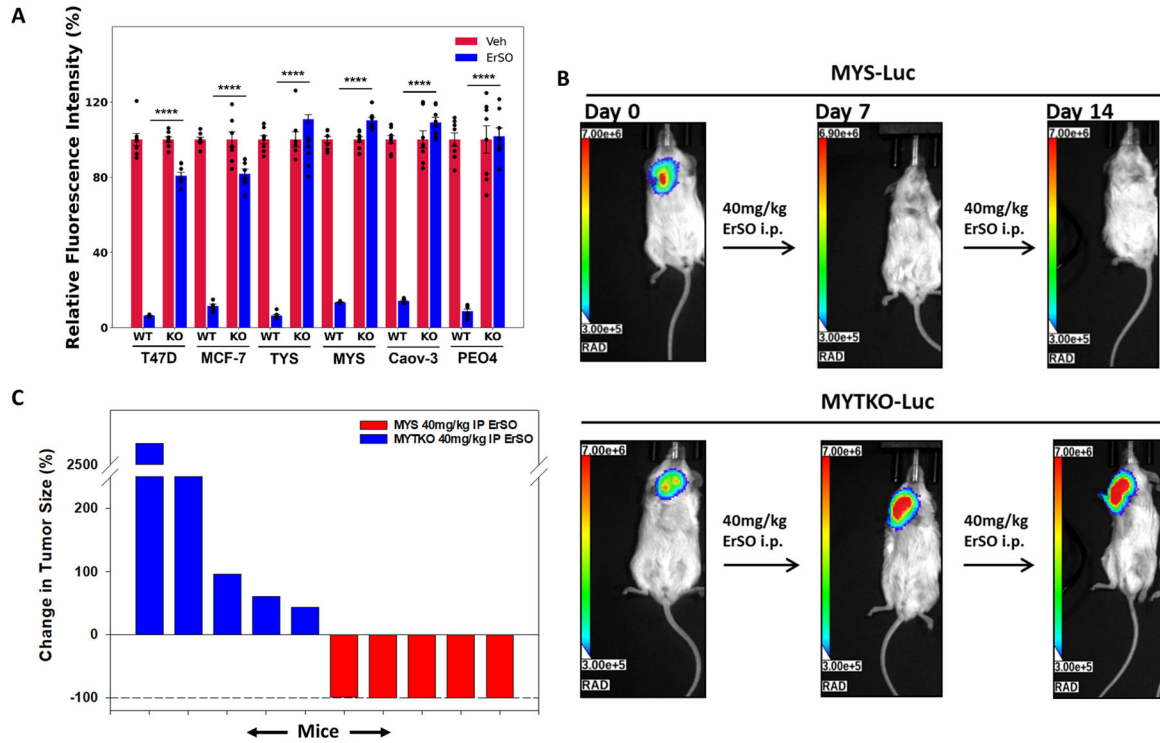 A
Relative Fluorescence Intensity (%)
120
80
40
0
Veh
ErSO
**** **** **** **** **** ****
WT KO WT KO WT KO WT KO WT KO WT KO
T47D MCF-7 TYS MYS Caov-3 PEO4
B
MYS-Luc
Day 0 Day 7 Day 14
7.00e+6
3.00e+5
RAD
40mg/kg
ErSO i.p.
6.90e+6
3.00e+5
RAD
40mg/kg
ErSO i.p.
7.00e+6
3.00e+5
RAD
MYTKO-Luc
7.00e+6
3.00e+5
RAD
40mg/kg
ErSO i.p.
7.00e+6
3.00e+5
RAD
40mg/kg
ErSO i.p.
7.00e+6
3.00e+5
RAD
C
Change in Tumor Size (%)
2500
200
100
0
-100
MYS 40mg/kg IP ErSO
MYTKO 40mg/kg IP ErSO
Mice